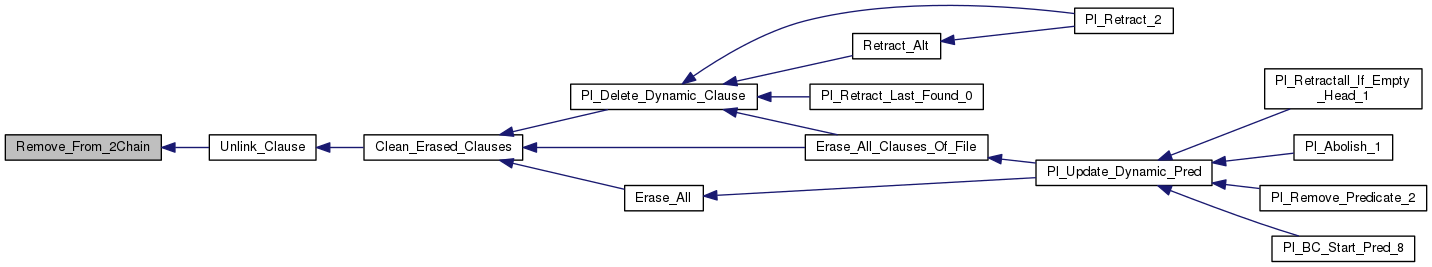 Remove_From_2Chain
Unlink_Clause
Clean_Erased_Clauses
Pl_Delete_Dynamic_Clause
Erase_All
Pl_Retract_2
Retract_Alt
Pl_Retract_Last_Found_0
Erase_All_Clauses_Of_File
Pl_Update_Dynamic_Pred
Pl_Retractall_If_Empty
_Head_1
Pl_Abolish_1
Pl_Remove_Predicate_2
Pl_BC_Start_Pred_8